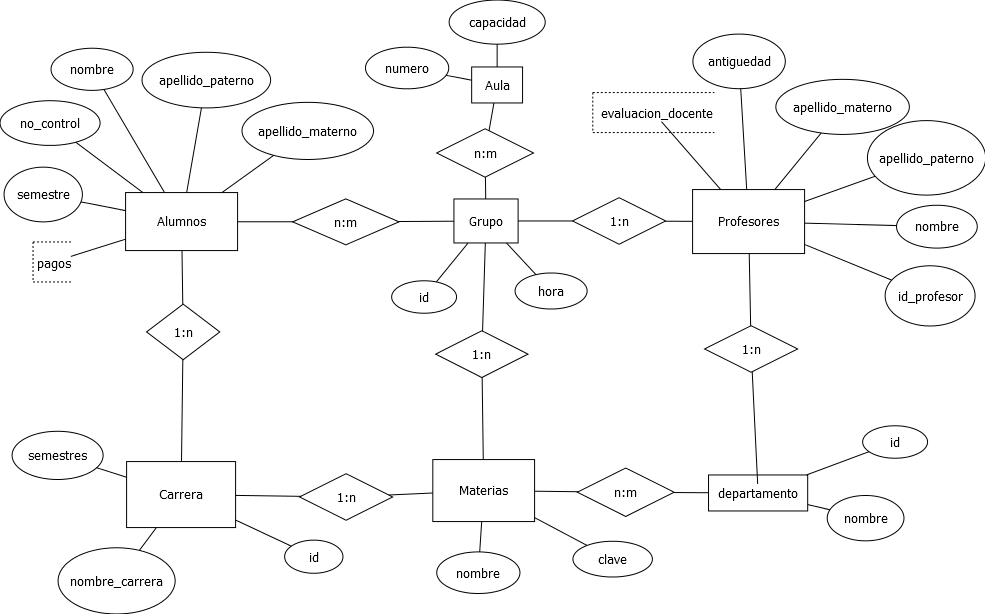 capacidad
numero
Aula
n:m
nombre
apellido_paterno
no_control
apellido_materno
semestre
Alumnos
pagos
n:m
Grupo
1:n
id
hora
antiguedad
evaluacion_docente
apellido_materno
apellido_paterno
Profesores
nombre
id_profesor
1:n
1:n
1:n
semestres
Carrera
1:n
Materias
n:m
departamento
id
nombre
nombre_carrera
id
nombre
clave